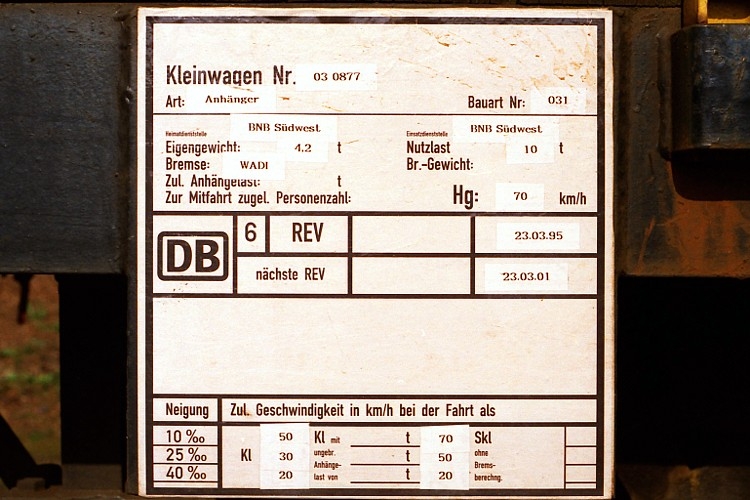 Kleinwagen Nr. 03 0877
Art: Anhänger Bauart Nr: 031
Heimatdienststelle BNB Südwest Einsatzdienststelle BNB Südwest
Eigengewicht: 4.2 t Nutzlast 10 t
Bremse: WADI Br.-Gewicht:
Zul. Anhängelast: t
Zur Mitfahrt zugel. Personenzahl: Hg: 70 km/h
DB 6 REV 23.03.95
nächste REV 23.03.01
Neigung Zul. Geschwindigkeit in km/h bei der Fahrt als
10 ‰ 50 Kl mit t 70 Skl
25 ‰ Kl 30 ungebr. Anhänge- t 50 ohne Brems-
40 ‰ 20 last von t 20 berechng.